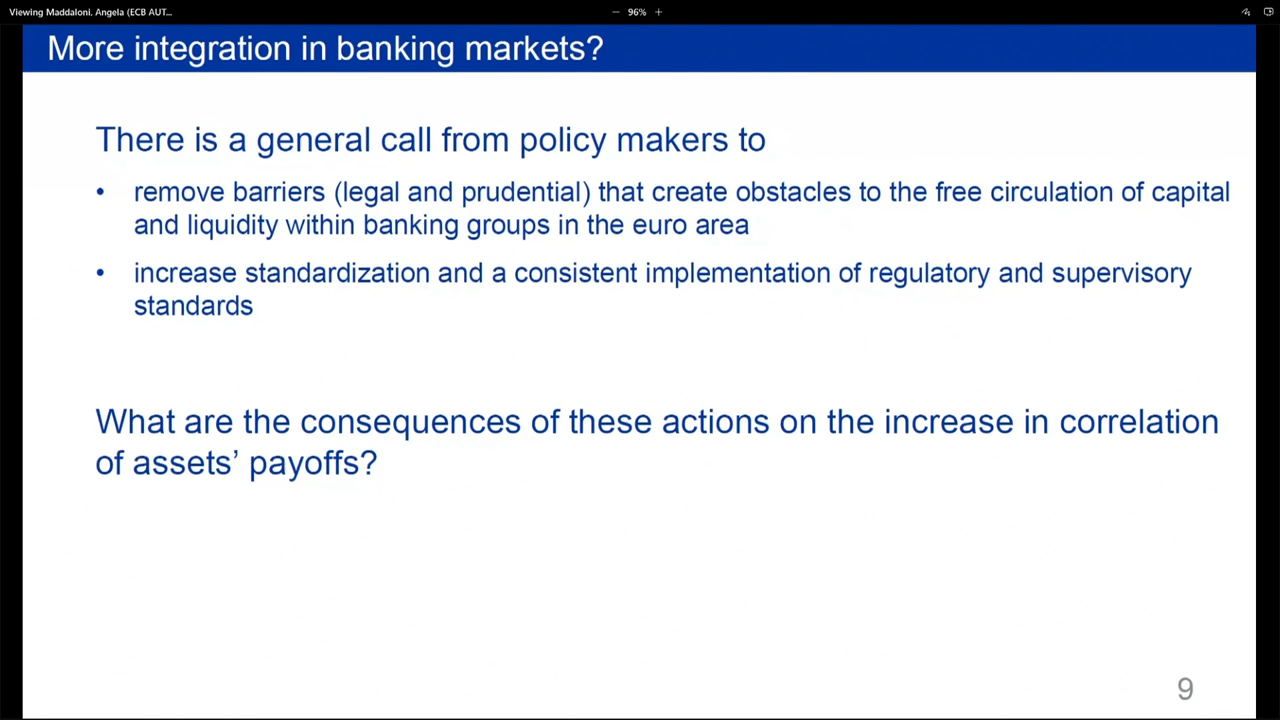 Viewing Maddaloni, Angela (ECB AUT...
96%
More integration in banking markets?
There is a general call from policy makers to
• remove barriers (legal and prudential) that create obstacles to the free circulation of capital
and liquidity within banking groups in the euro area
• increase standardization and a consistent implementation of regulatory and supervisory
standards
What are the consequences of these actions on the increase in correlation
of assets’ payoffs?
9